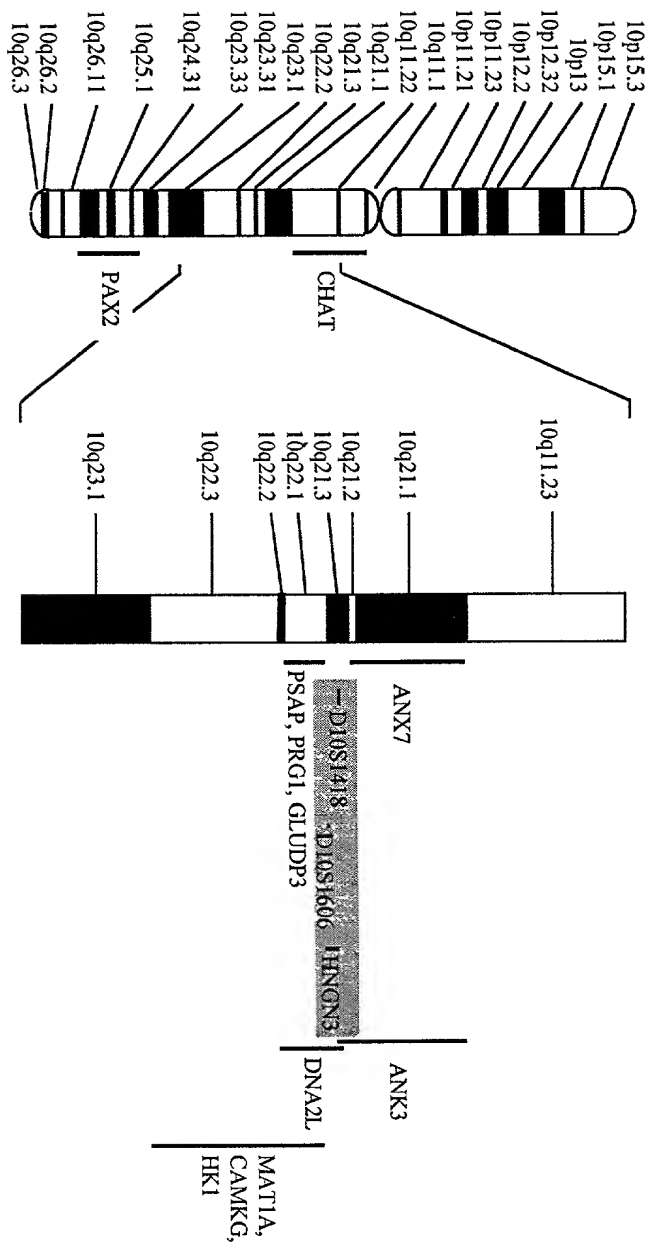 10p15.3
10p15.1
10p13
10p12.32
10p12.2
10p11.23
10p11.21
10q11.1
10q11.22
10q21.1
10q21.3
10q22.2
10q23.1
10q23.31
10q23.33
10q24.31
10q25.1
10q26.11
10q26.2
10q26.3
CHAT
PAX2
10q11.23
10q21.1
10q21.2
10q21.3
10q22.1
10q22.2
10q22.3
10q23.1
ANX7
D10S1418
D10S1606
HNGN3
PSAP, PRG1, GLUDP3
ANK3
DNA2L
MAT1A,
CAMKG,
HK1